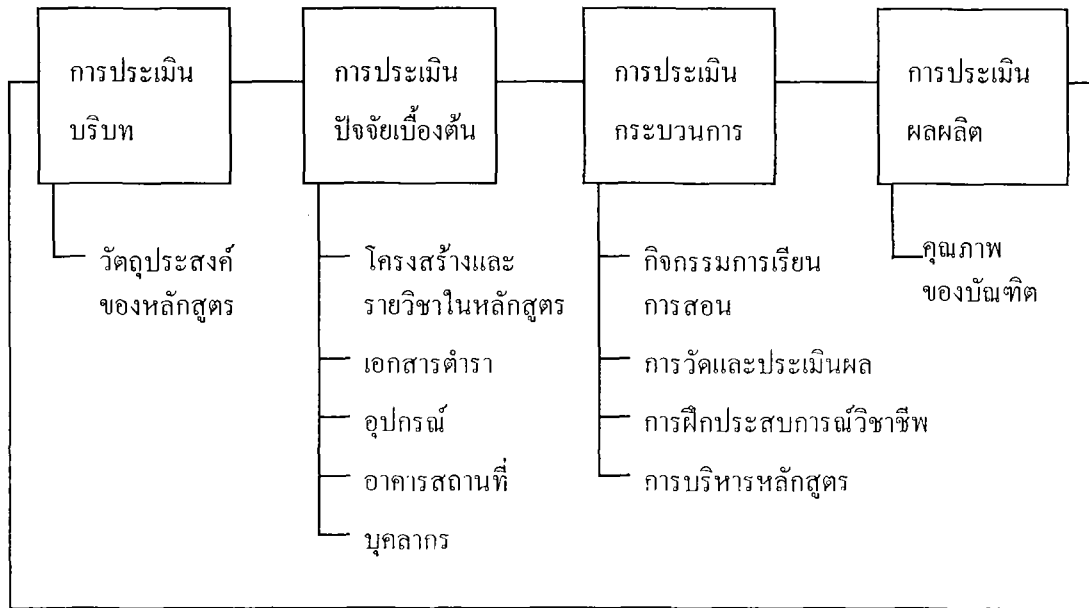 การประเมิน
บริบท
การประเมิน
ปัจจัยเบื้องต้น
การประเมิน
กระบวนการ
การประเมิน
ผลผลิต
วัตถุประสงค์
ของหลักสูตร
โครงสร้างและ
รายวิชาในหลักสูตร
เอกสารตำรา
อุปกรณ์
อาคารสถานที่
บุคลากร
กิจกรรมการเรียน
การสอน
การวัดและประเมินผล
การฝึกประสบการณ์วิชาชีพ
การบริหารหลักสูตร
คุณภาพ
ของบัณฑิต